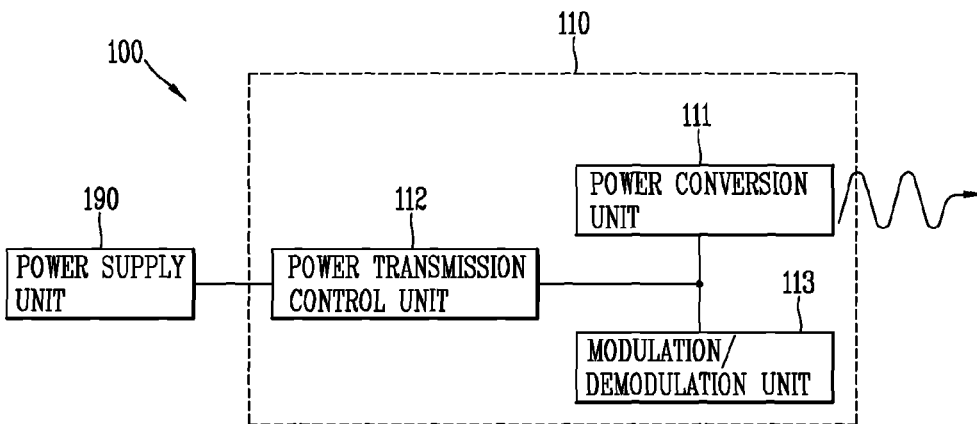 110
100
111
POWER CONVERSION
UNIT
190
112
POWER SUPPLY
UNIT
POWER TRANSMISSION
CONTROL UNIT
113
MODULATION/
DEMODULATION UNIT